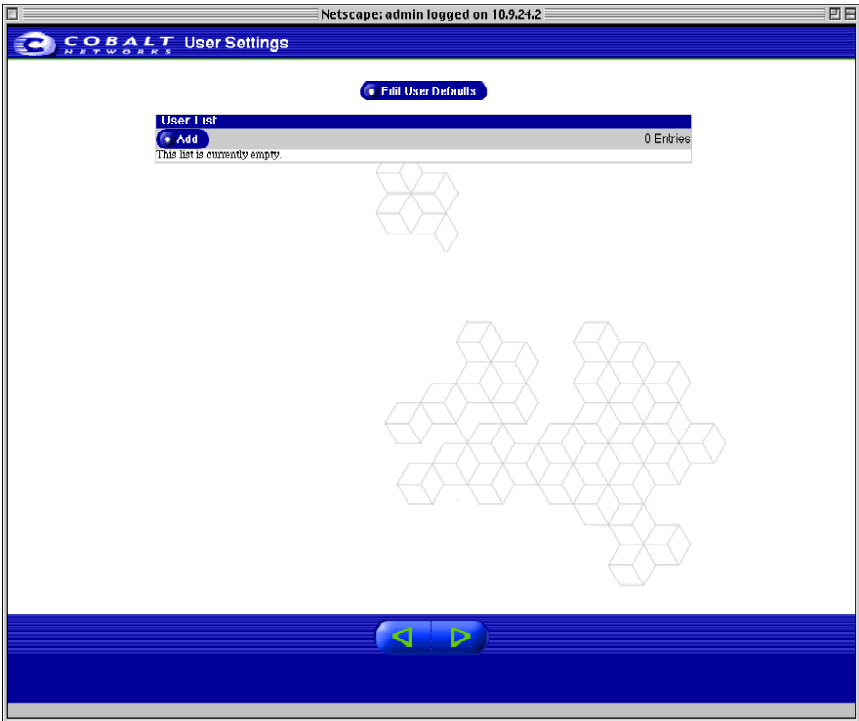 Netscape: admin logged on 10.9.24.2
COBALT NETWORKS User Settings
Edit User Defaults
User List
Add 0 Entries
This list is currently empty.